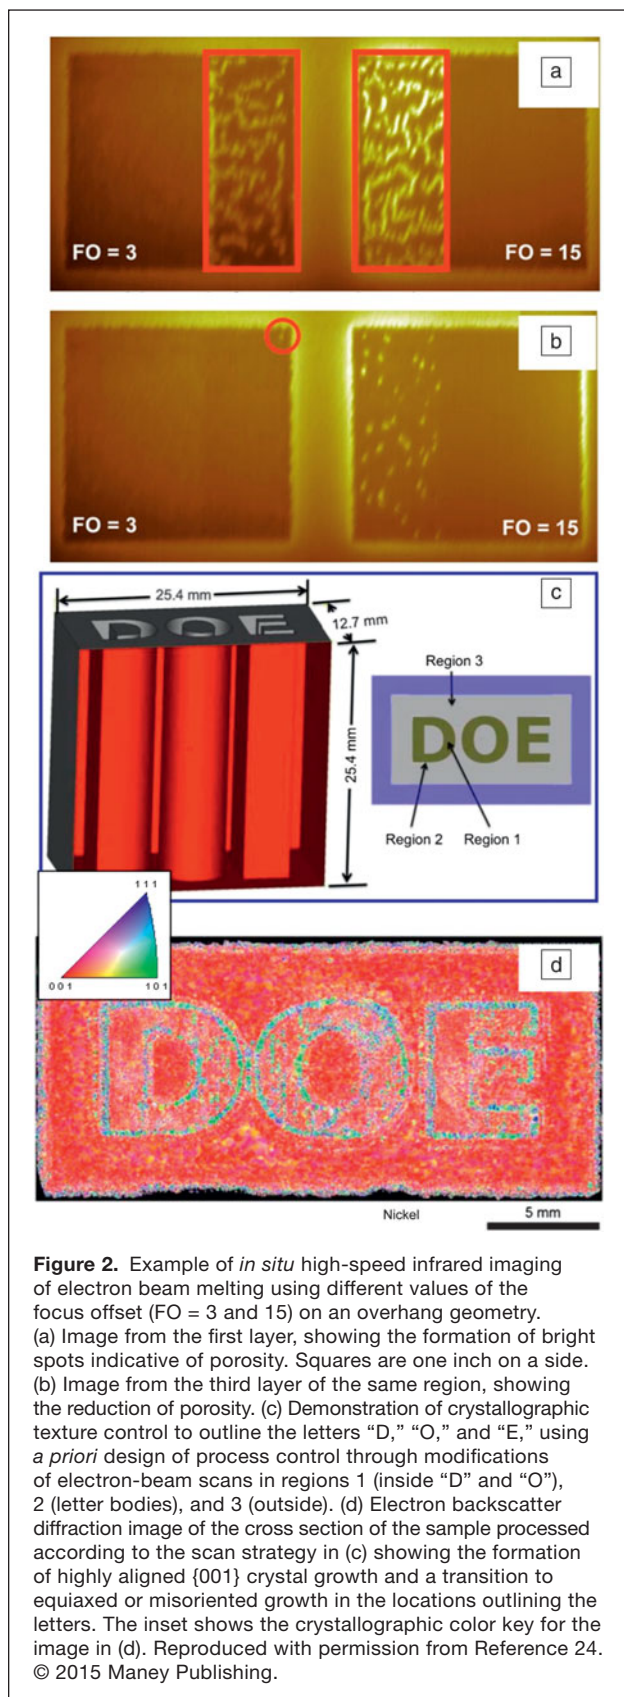 a
FO = 3
FO = 15
b
FO = 3
FO = 15
c
25.4 mm
12.7 mm
DOE
25.4 mm
Region 3
DOE
Region 2
Region 1
1 1 1
0 0 1
1 0 1
d
DOE
Nickel
5 mm
Figure 2. Example of in situ high-speed infrared imaging
of electron beam melting using different values of the
focus offset (FO = 3 and 15) on an overhang geometry.
(a) Image from the first layer, showing the formation of bright
spots indicative of porosity. Squares are one inch on a side.
(b) Image from the third layer of the same region, showing
the reduction of porosity. (c) Demonstration of crystallographic
texture control to outline the letters “D,” “O,” and “E,” using
a priori design of process control through modifications
of electron-beam scans in regions 1 (inside “D” and “O”),
2 (letter bodies), and 3 (outside). (d) Electron backscatter
diffraction image of the cross section of the sample processed
according to the scan strategy in (c) showing the formation
of highly aligned {001} crystal growth and a transition to
equiaxed or misoriented growth in the locations outlining the
letters. The inset shows the crystallographic color key for the
image in (d). Reproduced with permission from Reference 24.
© 2015 Maney Publishing.